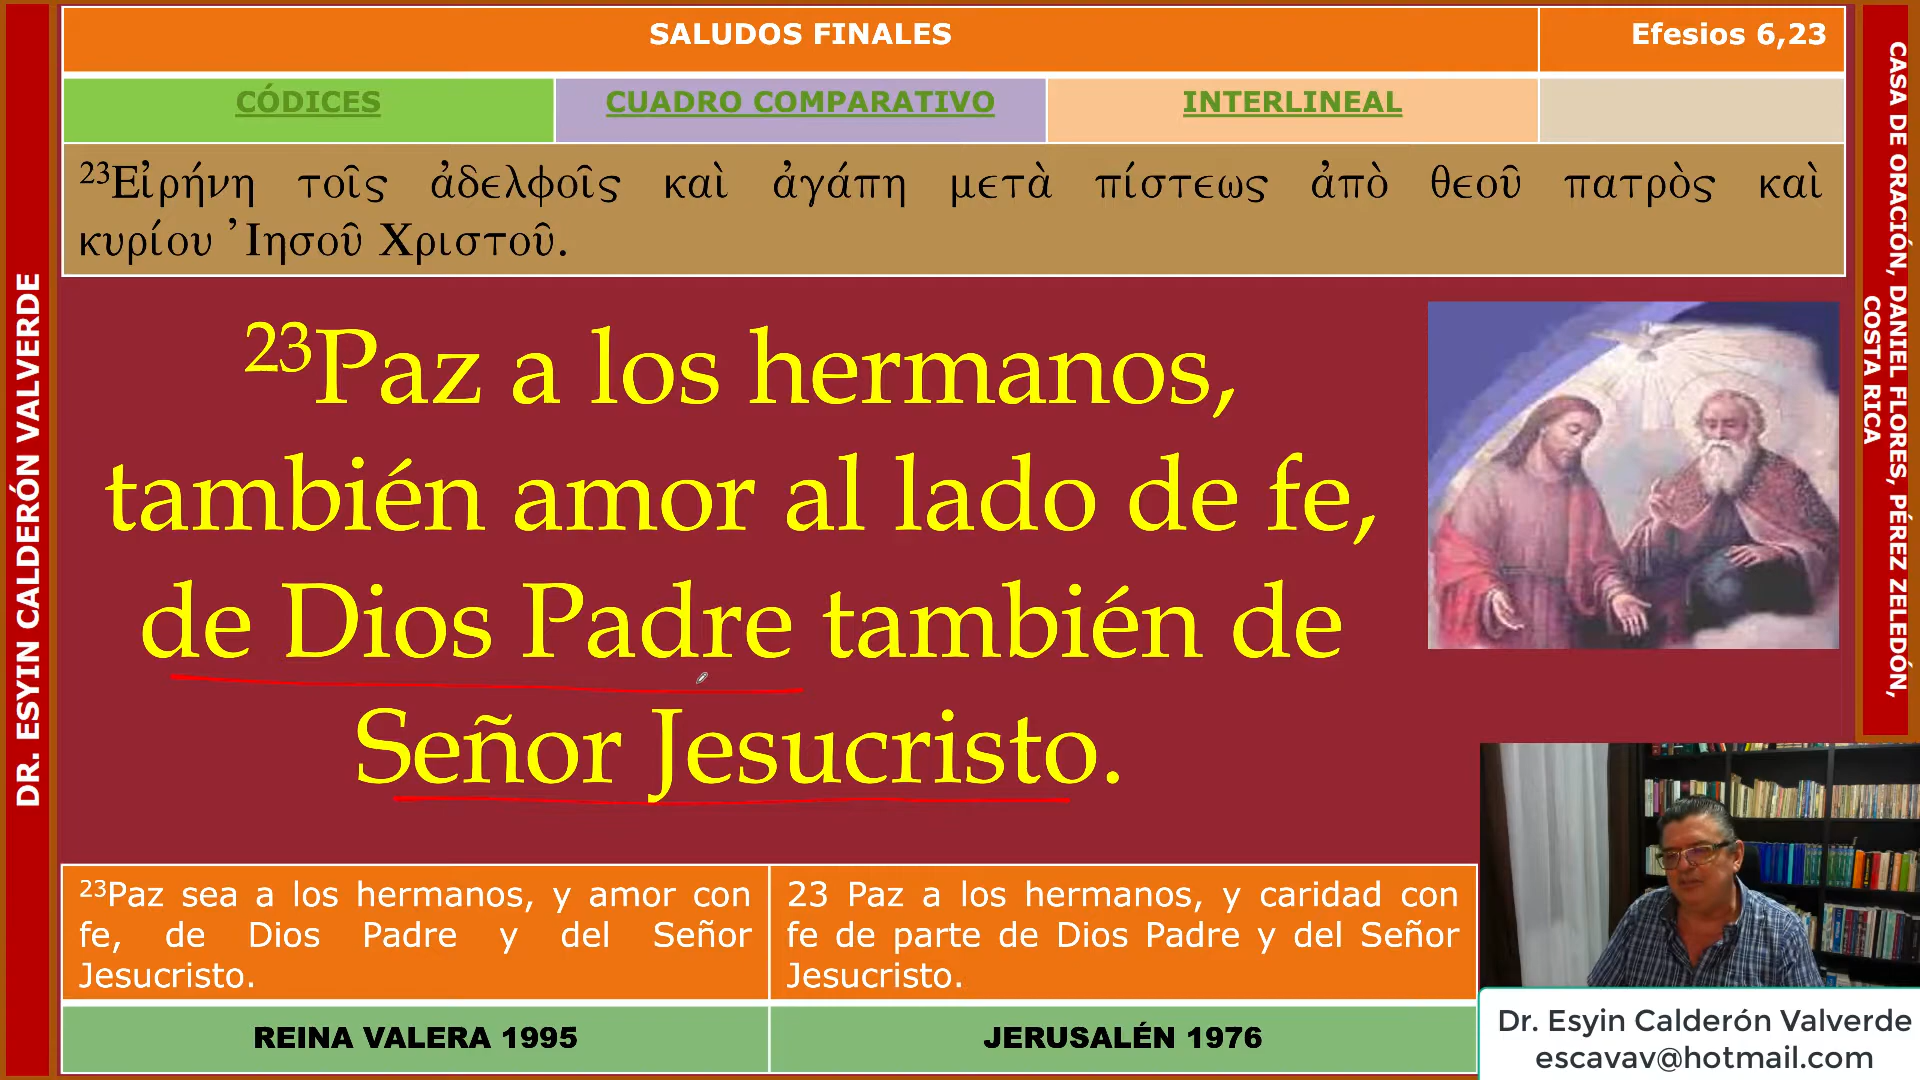 SALUDOS FINALES
Efesios 6,23
CÓDICES
CUADRO COMPARATIVO
INTERLINEAL
²³Εἰρήνη τοῖς ἀδελφοῖς καὶ ἀγάπη μετὰ πίστεως ἀπὸ θεοῦ πατρὸς καὶ
κυρίου Ἰησοῦ Χριστοῦ.
²³Paz a los hermanos,
también amor al lado de fe,
de Dios Padre también de
Señor Jesucristo.
²³Paz sea a los hermanos, y amor con
fe, de Dios Padre y del Señor
Jesucristo.
23 Paz a los hermanos, y caridad con
fe de parte de Dios Padre y del Señor
Jesucristo.
REINA VALERA 1995
JERUSALÉN 1976
DR. ESYIN CALDERÓN VALVERDE
CASA DE ORACIÓN, DANIEL FLORES, PÉREZ ZELEDÓN,
COSTA RICA
Dr. Esyin Calderón Valverde
escavav@hotmail.com